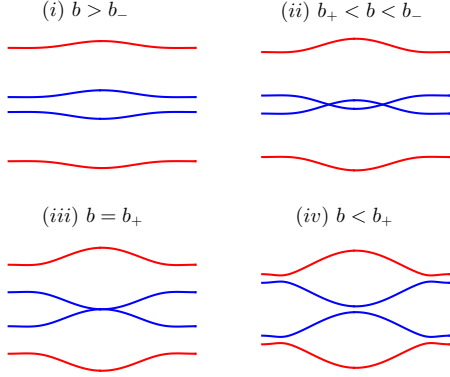 (i) b > b₋
(ii) b₊ < b < b₋
(iii) b = b₊
(iv) b < b₊